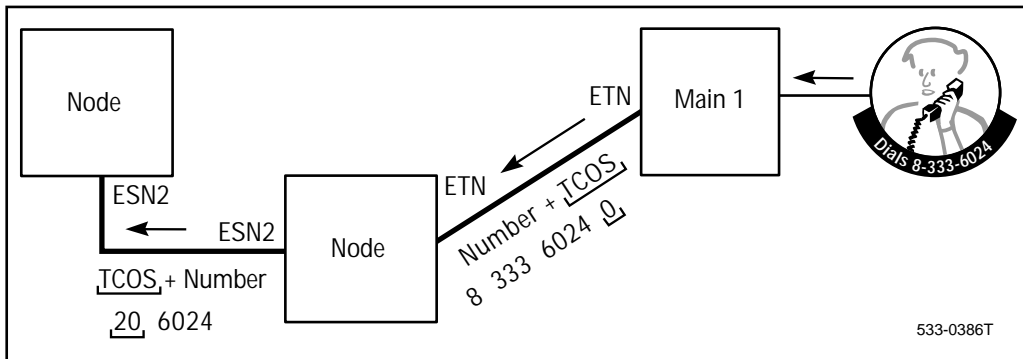 Node
ETN
Main 1
Dials 8-333-6024
ESN2
ETN
ESN2
Node
Number + TCOS
8 333 6024 0
TCOS + Number
20 6024
533-0386T